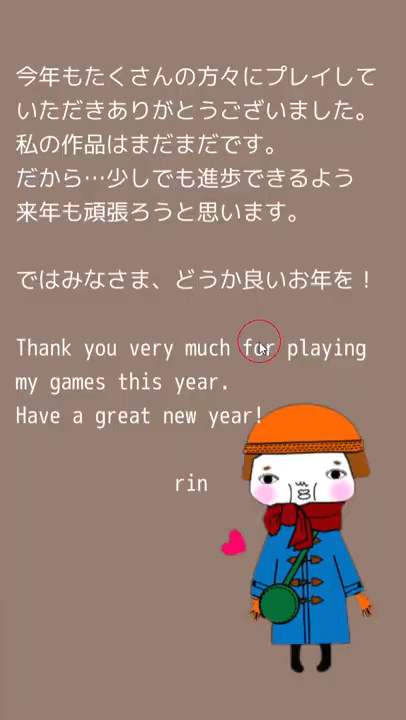 今年もたくさんの方々にプレイして
いただきありがとうございました。
私の作品はまだまだです。
だから…少しでも進歩できるよう
来年も頑張ろうと思います。
ではみなさま、どうか良いお年を！
Thank you very much for playing
my games this year.
Have a great new year!
rin